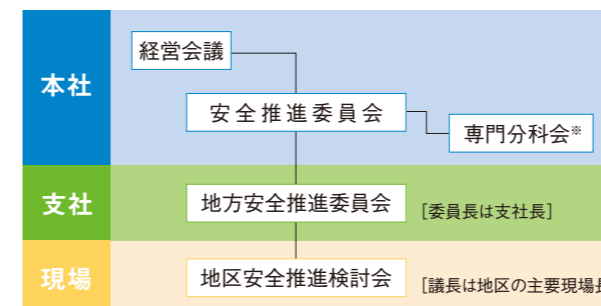 本社
経営会議
安全推進委員会
専門分科会※
支社
地方安全推進委員会
[委員長は支社長]
現場
地区安全推進検討会
[議長は地区の主要現場長